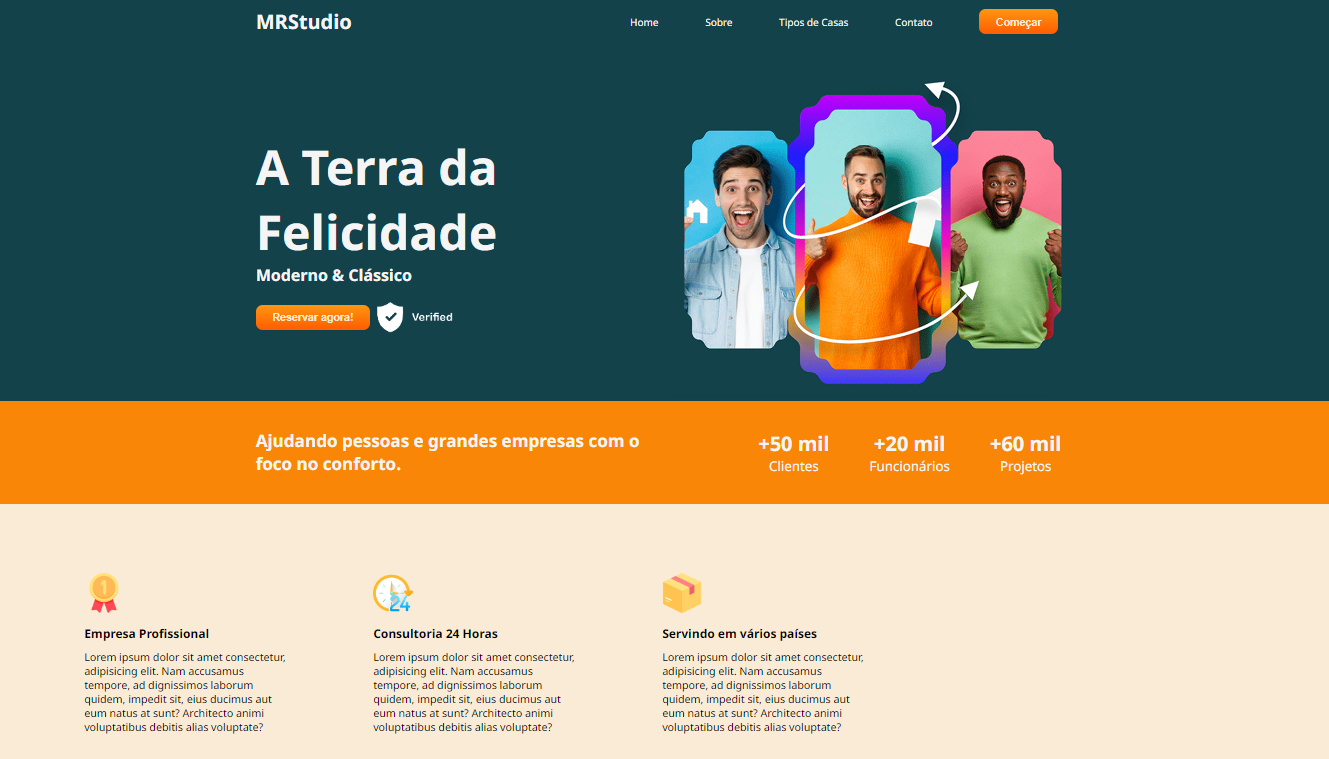 MRStudio
Home
Sobre
Tipos de Casas
Contato
Começar
A Terra da
Felicidade
Moderno & Clássico
Reservar agora!
Verified
Ajudando pessoas e grandes empresas com o
foco no conforto.
+50 mil
Clientes
+20 mil
Funcionários
+60 mil
Projetos
1
24
Empresa Profissional
Lorem ipsum dolor sit amet consectetur,
adipisicing elit. Nam accusamus
tempore, ad dignissimos laborum
quidem, impedit sit, eius ducimus aut
eum natus at sunt? Architecto animi
voluptatibus debitis alias voluptate?
Consultoria 24 Horas
Lorem ipsum dolor sit amet consectetur,
adipisicing elit. Nam accusamus
tempore, ad dignissimos laborum
quidem, impedit sit, eius ducimus aut
eum natus at sunt? Architecto animi
voluptatibus debitis alias voluptate?
Servindo em vários países
Lorem ipsum dolor sit amet consectetur,
adipisicing elit. Nam accusamus
tempore, ad dignissimos laborum
quidem, impedit sit, eius ducimus aut
eum natus at sunt? Architecto animi
voluptatibus debitis alias voluptate?